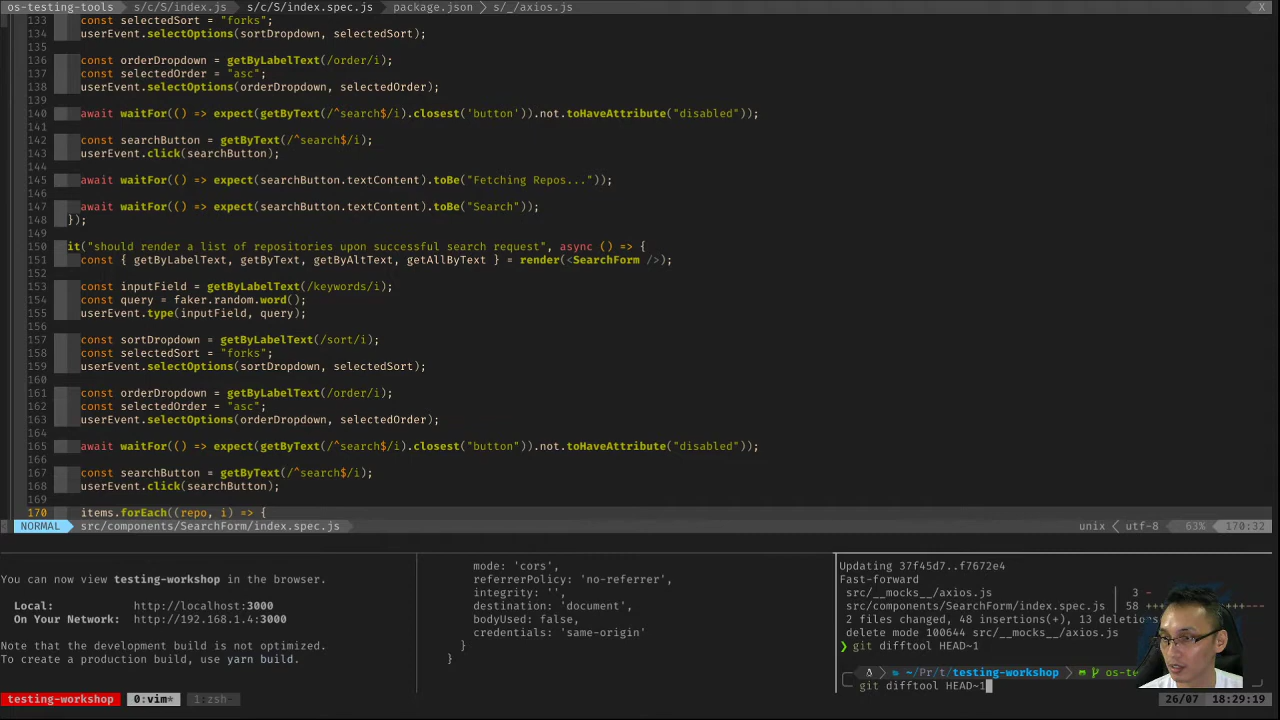 os-testing-tools s/c/S/index.js s/c/S/index.spec.js package.json s/_/axios.js X
133 const selectedSort = "forks";
134 userEvent.selectOptions(sortDropdown, selectedSort);
135
136 const orderDropdown = getByLabelText(/order/i);
137 const selectedOrder = "asc";
138 userEvent.selectOptions(orderDropdown, selectedOrder);
139
140 await waitFor(() => expect(getByText(/^search$/i).closest('button')).not.toHaveAttribute("disabled"));
141
142 const searchButton = getByText(/^search$/i);
143 userEvent.click(searchButton);
144
145 await waitFor(() => expect(searchButton.textContent).toBe("Fetching Repos..."));
146
147 await waitFor(() => expect(searchButton.textContent).toBe("Search"));
148 });
149
150 it("should render a list of repositories upon successful search request", async () => {
151 const { getByLabelText, getByText, getByAltText, getAllByText } = render(<SearchForm />);
152
153 const inputField = getByLabelText(/keywords/i);
154 const query = faker.random.word();
155 userEvent.type(inputField, query);
156
157 const sortDropdown = getByLabelText(/sort/i);
158 const selectedSort = "forks";
159 userEvent.selectOptions(sortDropdown, selectedSort);
160
161 const orderDropdown = getByLabelText(/order/i);
162 const selectedOrder = "asc";
163 userEvent.selectOptions(orderDropdown, selectedOrder);
164
165 await waitFor(() => expect(getByText(/^search$/i).closest("button")).not.toHaveAttribute("disabled"));
166
167 const searchButton = getByText(/^search$/i);
168 userEvent.click(searchButton);
169
170 items.forEach((repo, i) => {
NORMAL src/components/SearchForm/index.spec.js unix utf-8 63% 170:32
You can now view testing-workshop in the browser.
Local: http://localhost:3000
On Your Network: http://192.168.1.4:3000
Note that the development build is not optimized.
To create a production build, use yarn build.
mode: 'cors',
referrerPolicy: 'no-referrer',
integrity: '',
destination: 'document',
bodyUsed: false,
credentials: 'same-origin'
}
}
Updating 37f45d7..f7672e4
Fast-forward
src/__mocks__/axios.js | 3 -
src/components/SearchForm/index.spec.js | 58 +++
2 files changed, 48 insertions(+), 13 deletions
delete mode 100644 src/__mocks__/axios.js
❯ git difftool HEAD~1
~/Pr/t/testing-workshop os-te
git difftool HEAD~1
testing-workshop 0:vim* 1:zsh- 26/07 18:29:19